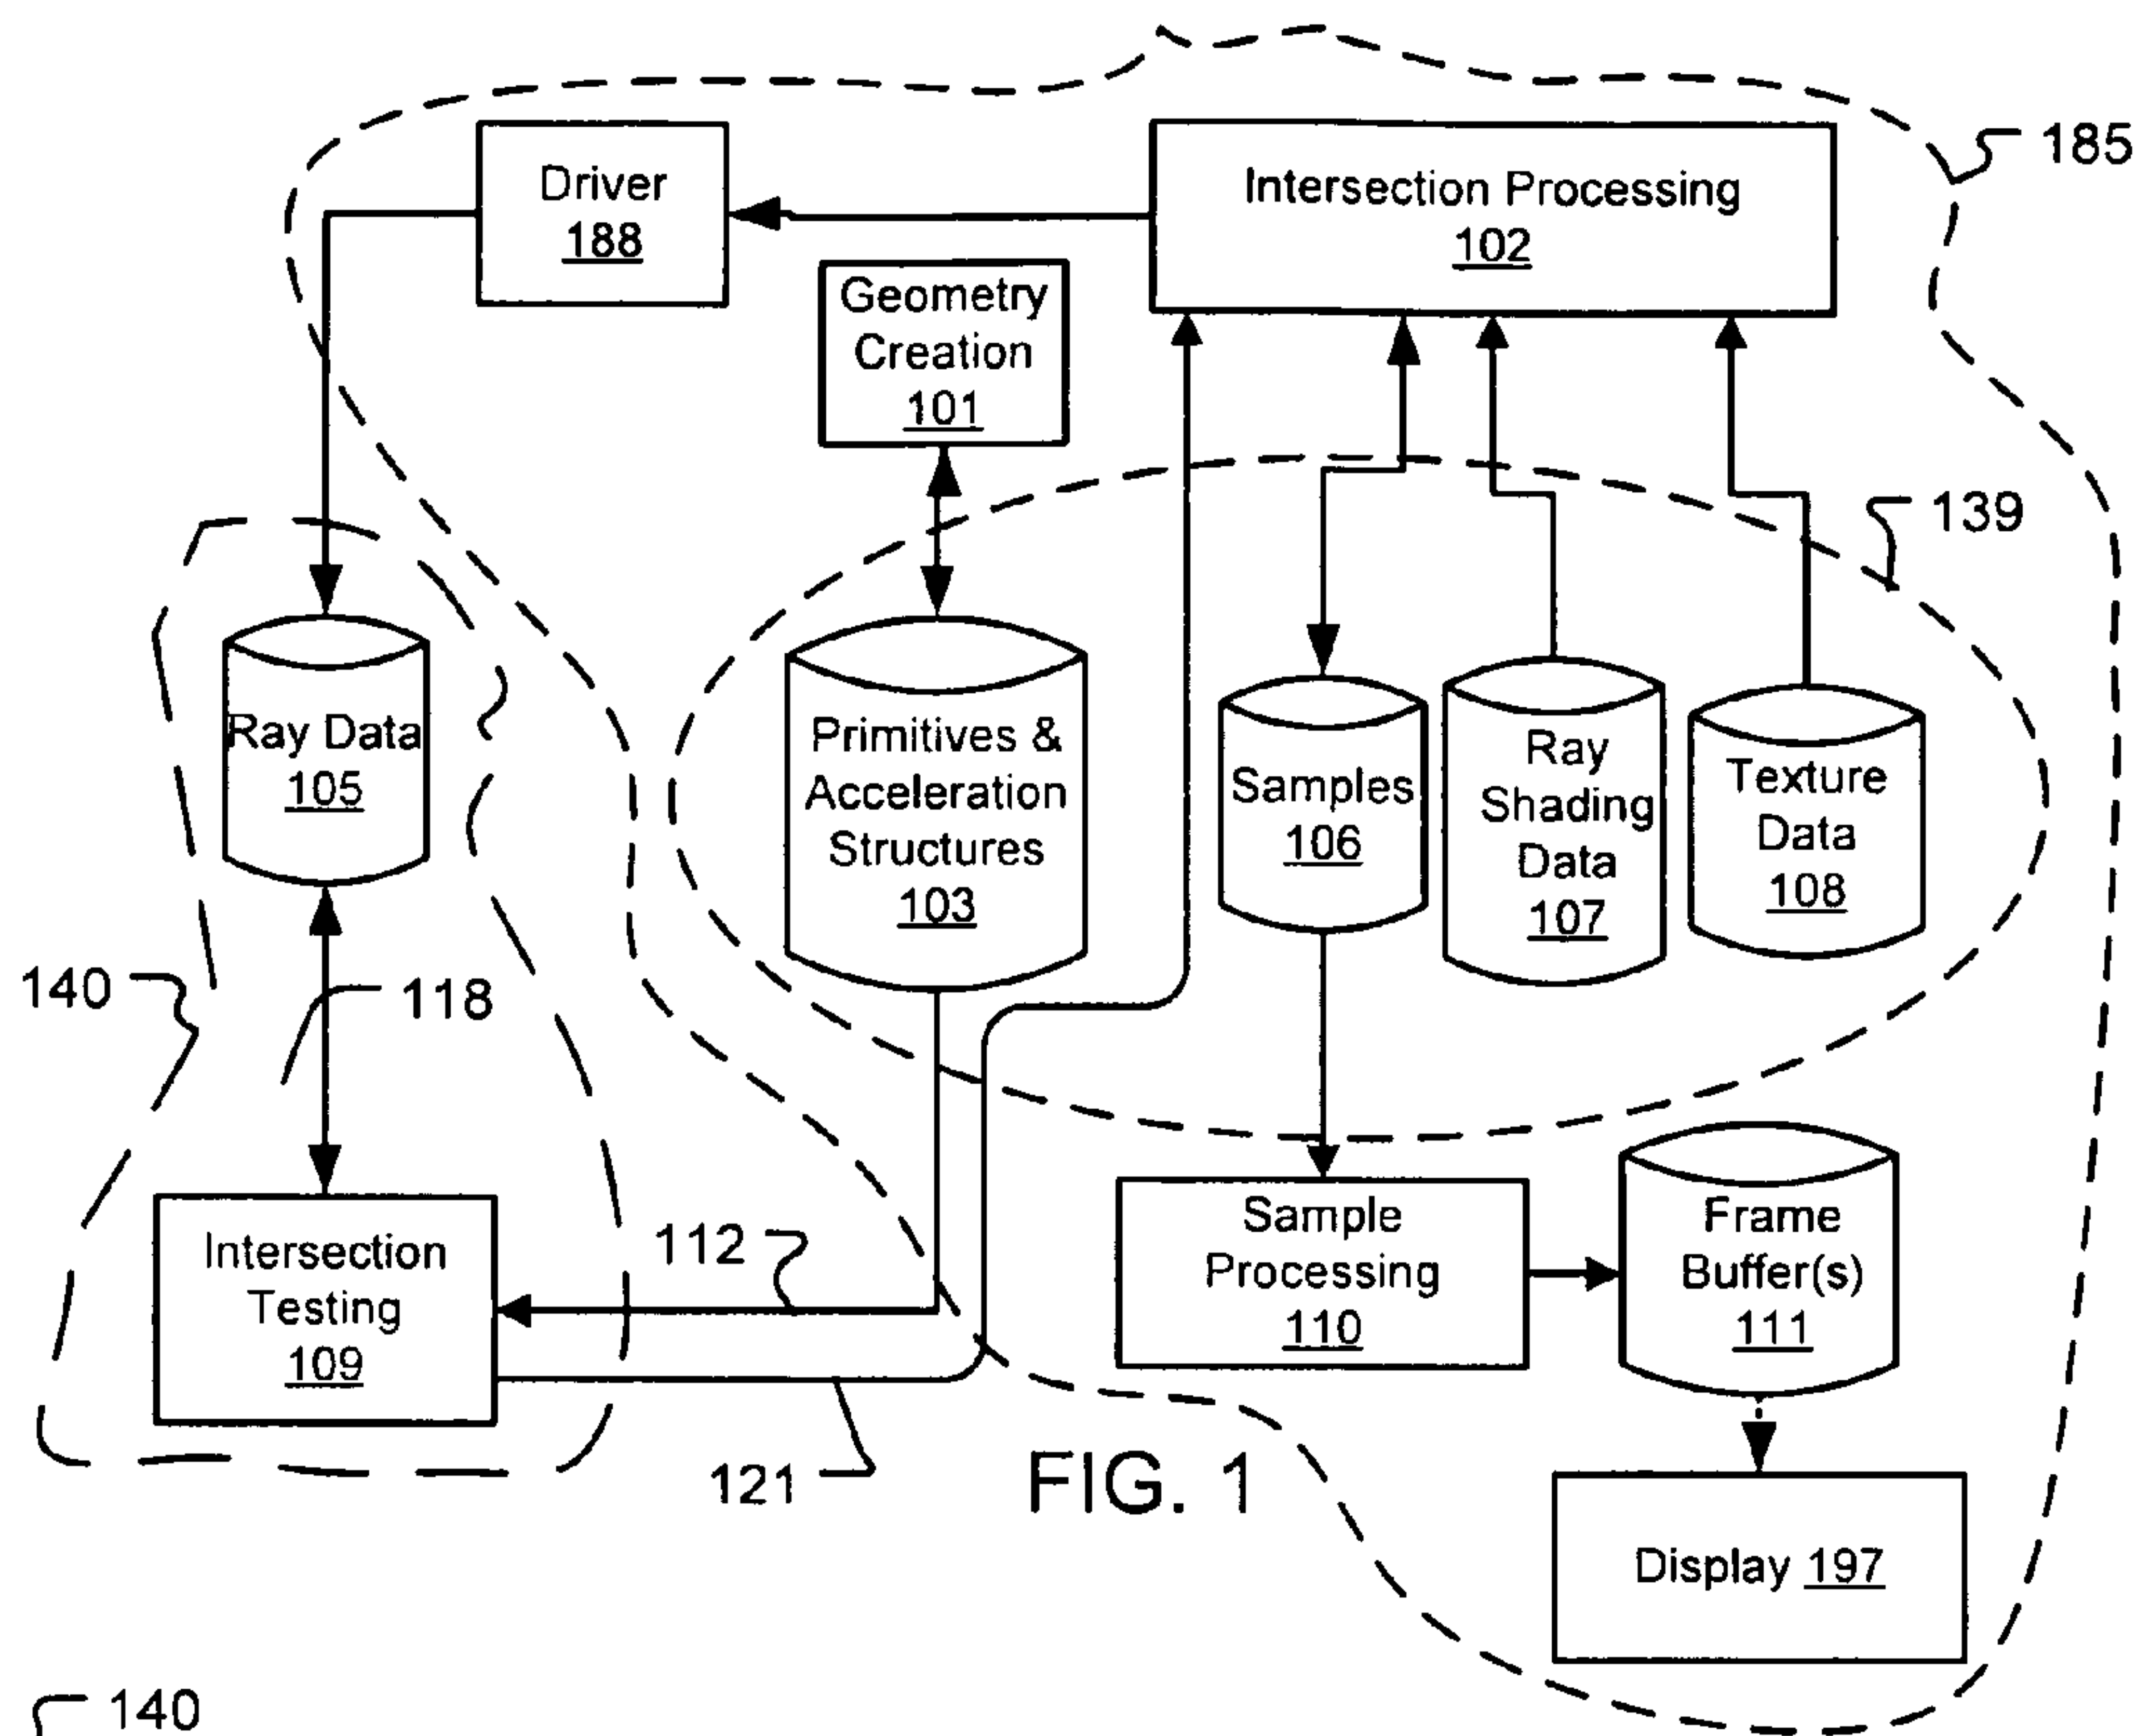 185
Driver
188
Intersection Processing
102
Geometry
Creation
101
139
Ray Data
105
Primitives &
Acceleration
Structures
103
Samples
106
Ray
Shading
Data
107
Texture
Data
108
140
118
Intersection
Testing
109
112
121
Sample
Processing
110
Frame
Buffer(s)
111
FIG. 1
Display 197
140